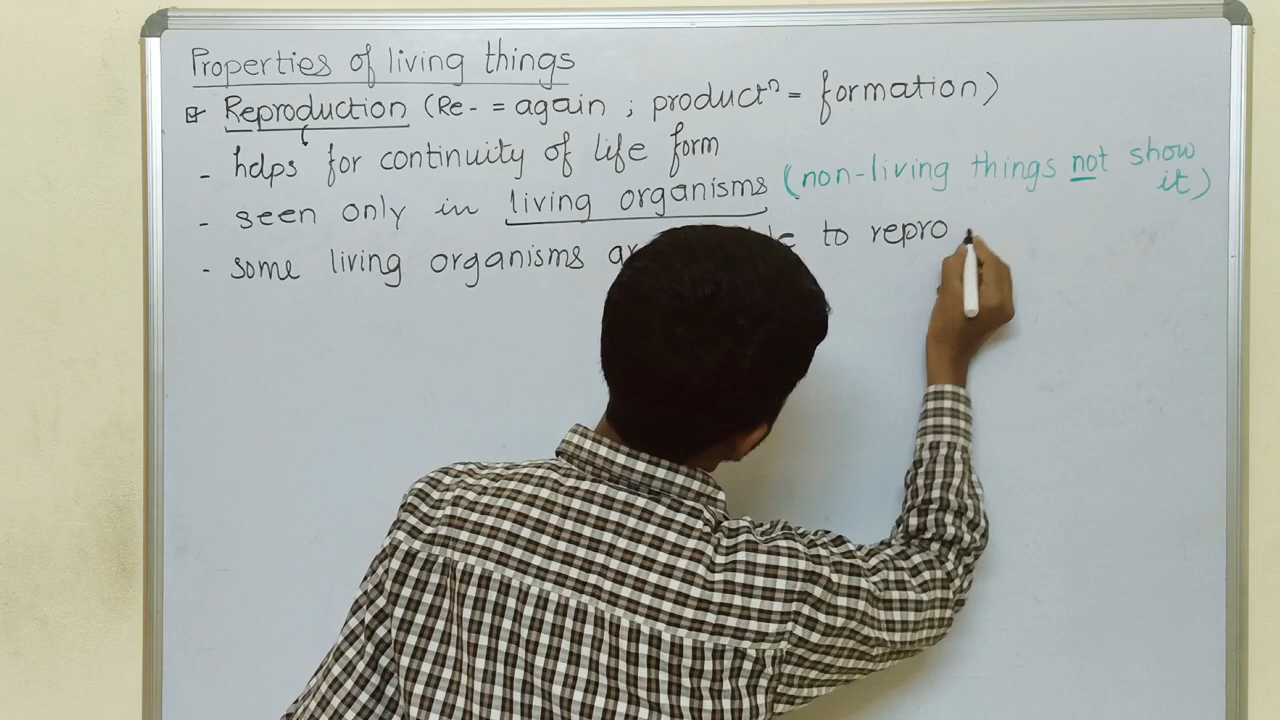 Properties of living things
Reproduction (Re- = again ; productⁿ = formation)
- helps for continuity of life form
- seen only in living organisms (non-living things not show it)
- some living organisms to repro